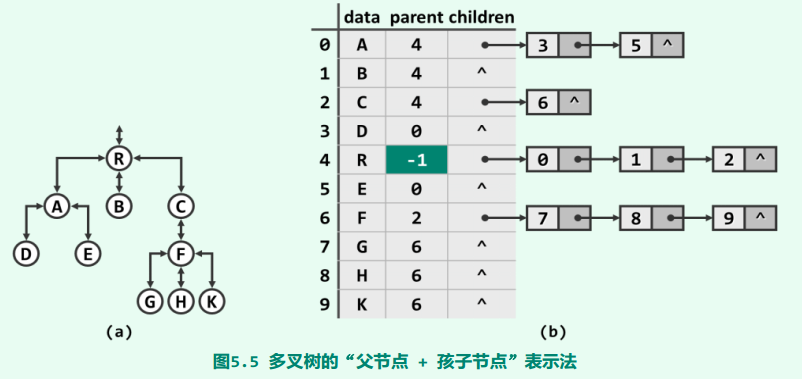 data parent children
0 A 4 3 5 ^
1 B 4 ^
2 C 4 6 ^
3 D 0 ^
4 R -1 0 1 2 ^
5 E 0 ^
6 F 2 7 8 9 ^
7 G 6 ^
8 H 6 ^
9 K 6 ^
R
A B C
D E F
G H K
(a) (b)
图5.5 多叉树的“父节点 + 孩子节点”表示法